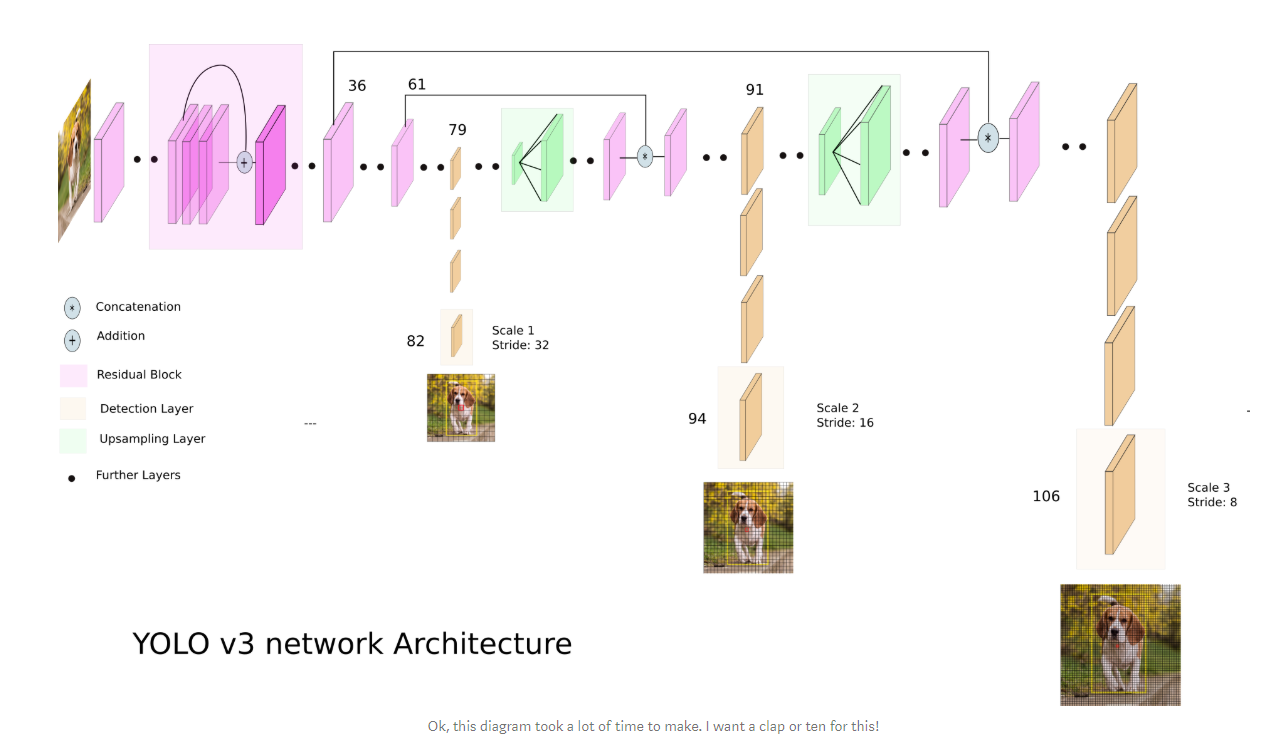 36
61
91
79
Concatenation
Addition
Residual Block
Detection Layer
Upsampling Layer
Further Layers
---
82
Scale 1
Stride: 32
94
Scale 2
Stride: 16
-
106
Scale 3
Stride: 8
YOLO v3 network Architecture
Ok, this diagram took a lot of time to make. I want a clap or ten for this!